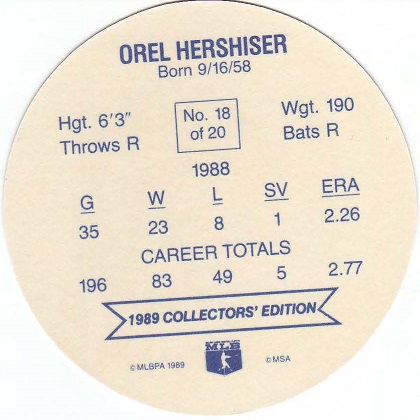 OREL HERSHISER
Born 9/16/58
Hgt. 6'3" No. 18 Wgt. 190
Throws R of 20 Bats R
1988
G W L SV ERA
35 23 8 1 2.26
CAREER TOTALS
196 83 49 5 2.77
1989 COLLECTORS' EDITION
MLB
©MLBPA 1989 ©MSA